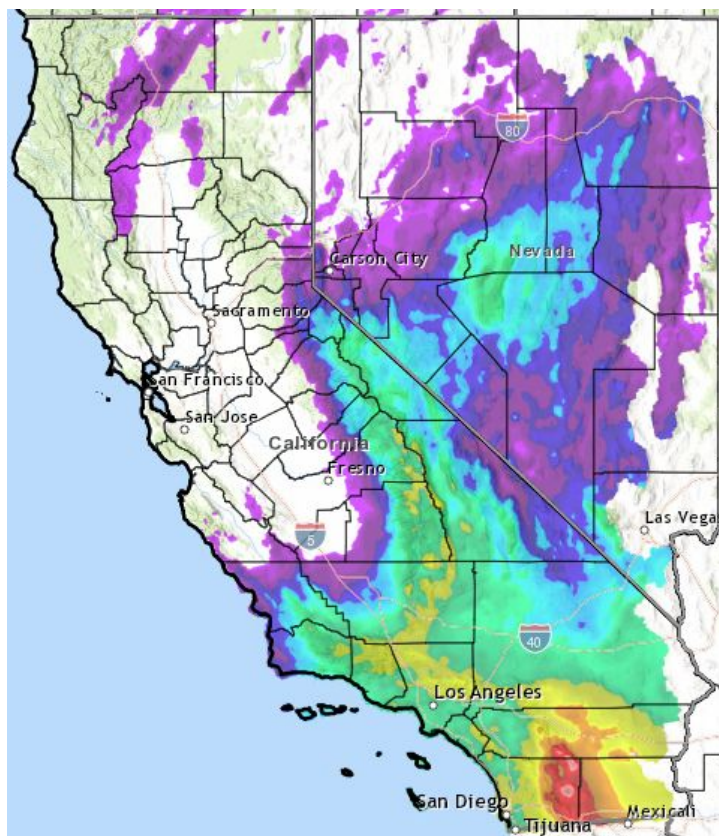 80
Nevada
Carson City
Sacramento
San Francisco
San Jose
California
Fresno
5
Las Vega
40
Los Angeles
San Diego
Mexicali
Tijuana